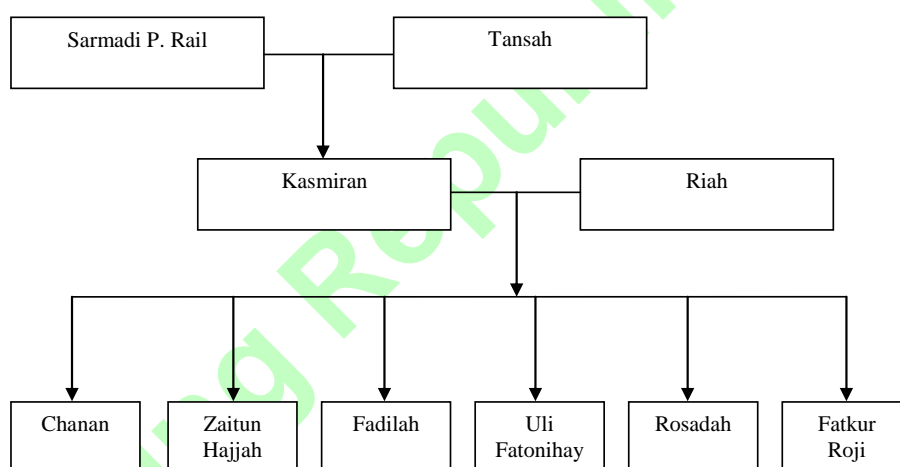 Sarmadi P. Rail
Tansah
Kasmiran
Riah
Chanan
Zaitun
Hajjah
Fadilah
Uli
Fatonihay
Rosadah
Fatkur
Roji